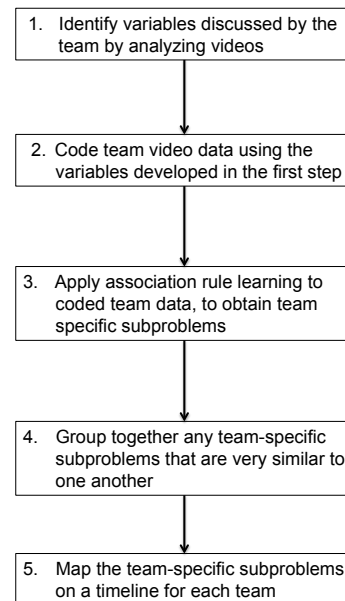 1. Identify variables discussed by the
team by analyzing videos
2. Code team video data using the
variables developed in the first step
3. Apply association rule learning to
coded team data, to obtain team
specific subproblems
4. Group together any team-specific
subproblems that are very similar to
one another
5. Map the team-specific subproblems
on a timeline for each team